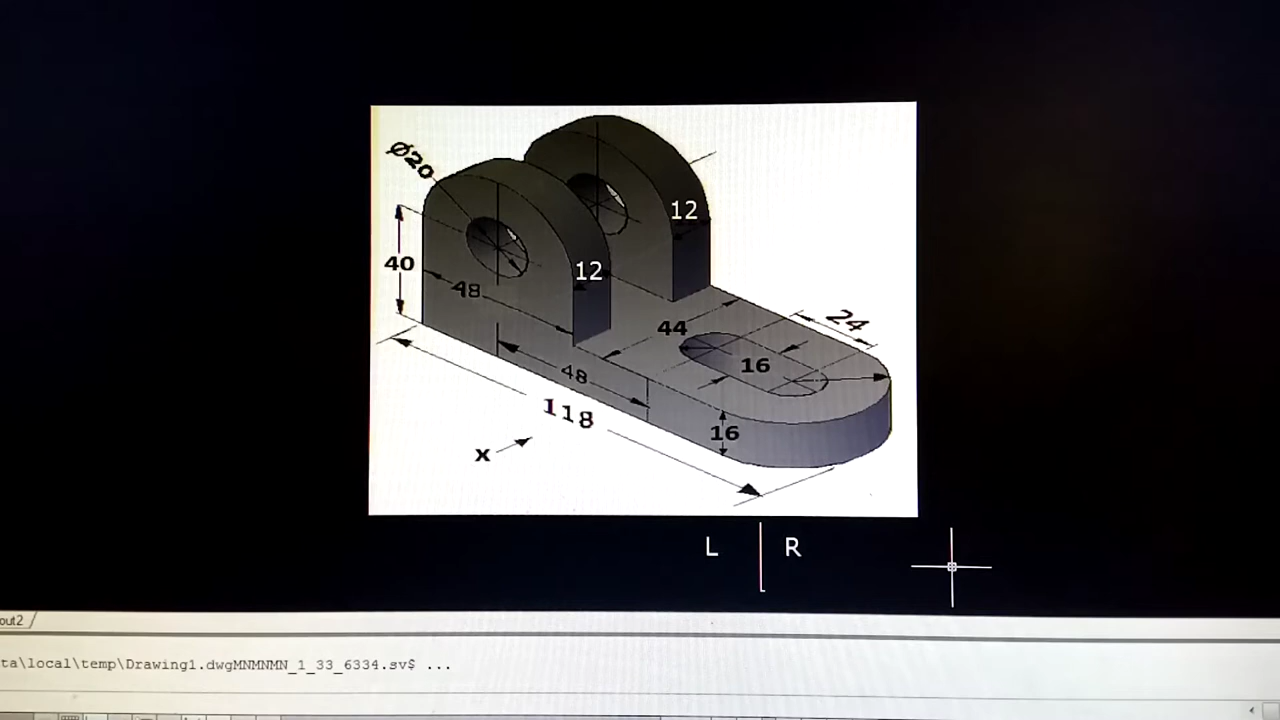 Ø20
12
40
12
48
44
24
16
48
118
16
x
L R
out2
ta\local\temp\Drawing1.dwgMNMNMN_1_33_6334.sv$ ...